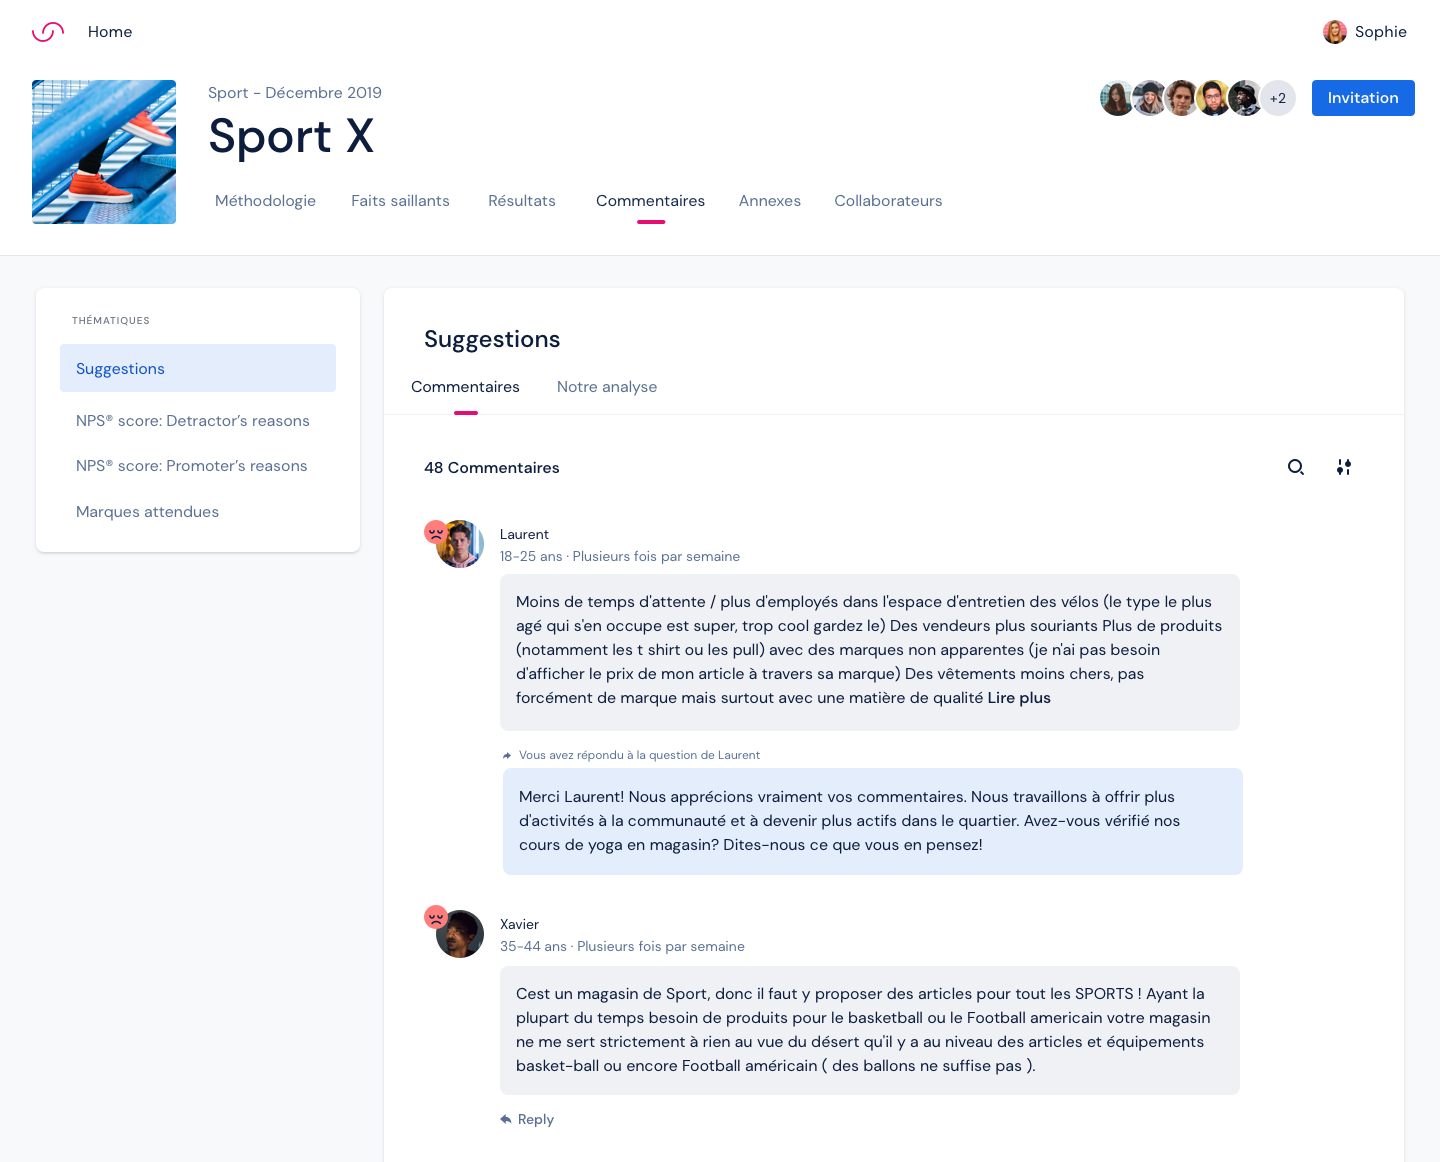 Home
Sophie
Sport - Décembre 2019
Sport X
+2
Invitation
Méthodologie
Faits saillants
Résultats
Commentaires
Annexes
Collaborateurs
THÉMATIQUES
Suggestions
NPS® score: Detractor’s reasons
NPS® score: Promoter’s reasons
Marques attendues
Suggestions
Commentaires
Notre analyse
48 Commentaires
Laurent
18-25 ans · Plusieurs fois par semaine
Moins de temps d'attente / plus d'employés dans l'espace d'entretien des vélos (le type le plus
agé qui s'en occupe est super, trop cool gardez le) Des vendeurs plus souriants Plus de produits
(notamment les t shirt ou les pull) avec des marques non apparentes (je n'ai pas besoin
d'afficher le prix de mon article à travers sa marque) Des vêtements moins chers, pas
forcément de marque mais surtout avec une matière de qualité Lire plus
Vous avez répondu à la question de Laurent
Merci Laurent! Nous apprécions vraiment vos commentaires. Nous travaillons à offrir plus
d'activités à la communauté et à devenir plus actifs dans le quartier. Avez-vous vérifié nos
cours de yoga en magasin? Dites-nous ce que vous en pensez!
Xavier
35-44 ans · Plusieurs fois par semaine
Cest un magasin de Sport, donc il faut y proposer des articles pour tout les SPORTS ! Ayant la
plupart du temps besoin de produits pour le basketball ou le Football americain votre magasin
ne me sert strictement à rien au vue du désert qu'il y a au niveau des articles et équipements
basket-ball ou encore Football américain ( des ballons ne suffise pas ).
Reply